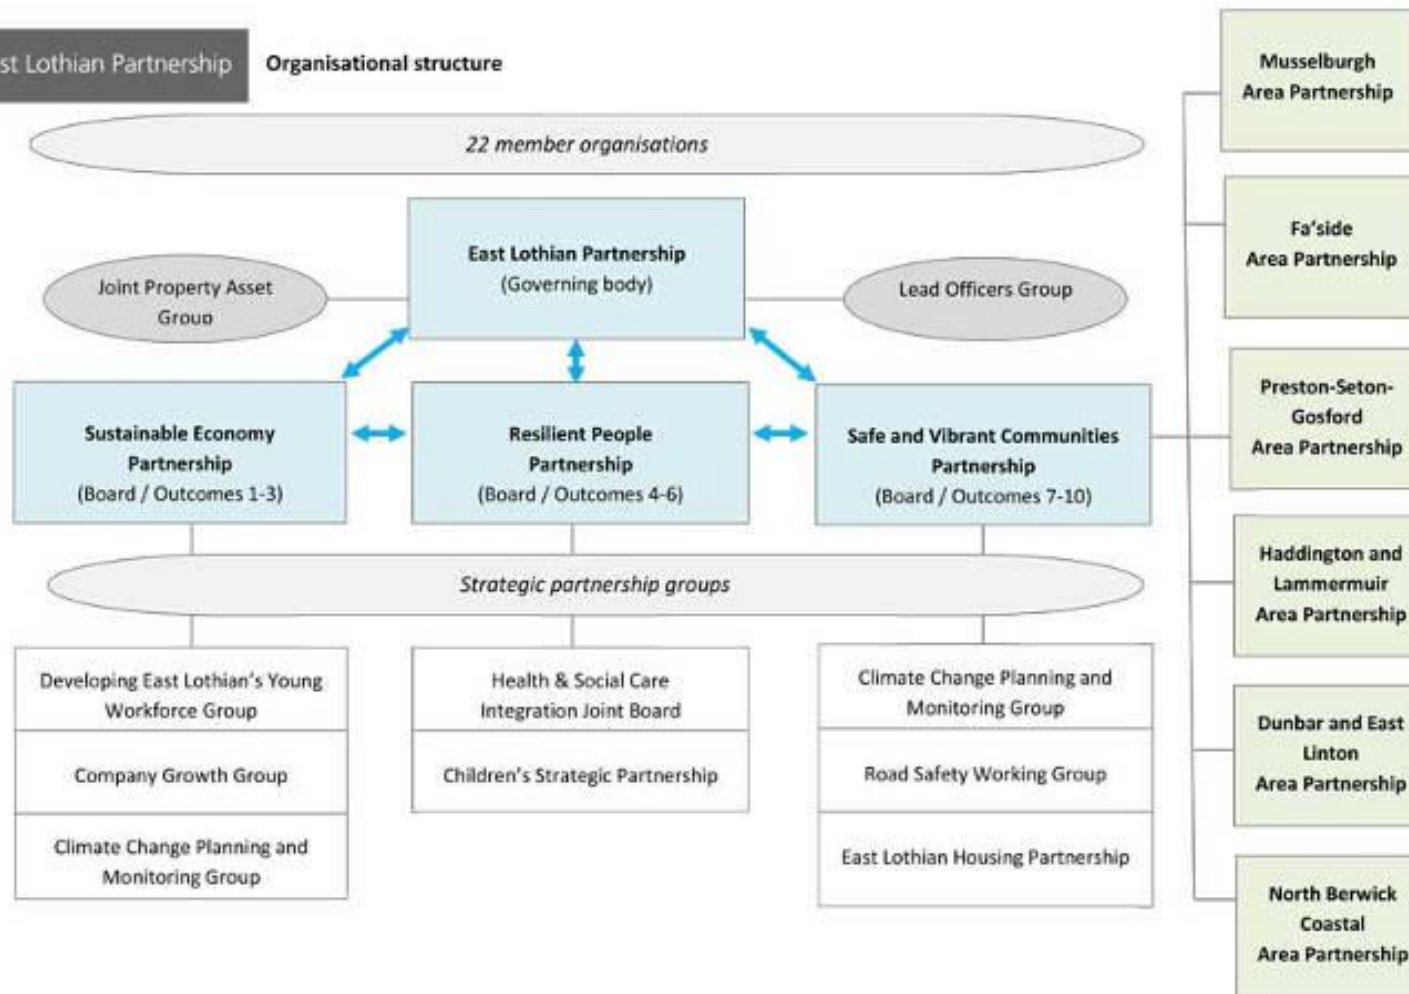 st Lothian Partnership
Organisational structure
22 member organisations
East Lothian Partnership
(Governing body)
Joint Property Asset
Group
Lead Officers Group
Sustainable Economy
Partnership
(Board / Outcomes 1-3)
Resilient People
Partnership
(Board / Outcomes 4-6)
Safe and Vibrant Communities
Partnership
(Board / Outcomes 7-10)
Strategic partnership groups
Developing East Lothian's Young
Workforce Group
Company Growth Group
Climate Change Planning and
Monitoring Group
Health & Social Care
Integration Joint Board
Children's Strategic Partnership
Climate Change Planning and
Monitoring Group
Road Safety Working Group
East Lothian Housing Partnership
Musselburgh
Area Partnership
Fa'side
Area Partnership
Preston-Seton-
Gosford
Area Partnership
Haddington and
Lammermuir
Area Partnership
Dunbar and East
Linton
Area Partnership
North Berwick
Coastal
Area Partnership